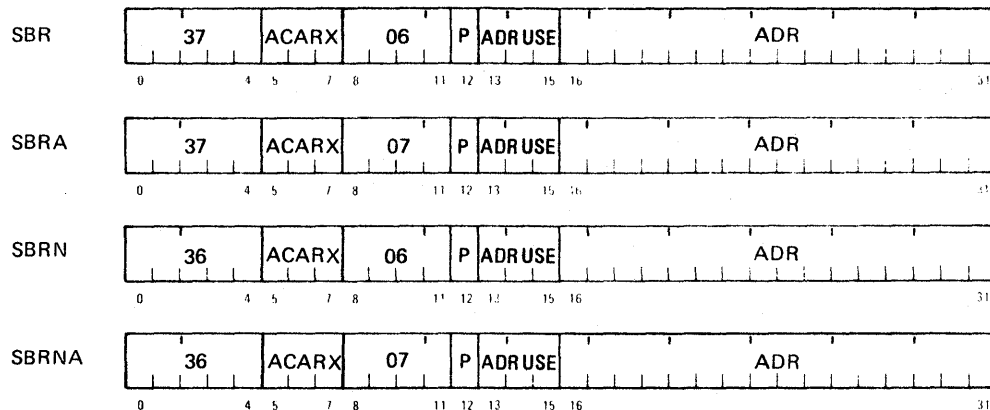 SBR 37 ACARX 06 P ADR USE ADR
0 4 5 7 8 11 12 13 15 16 31
SBRA 37 ACARX 07 P ADR USE ADR
0 4 5 7 8 11 12 13 15 16 31
SBRN 36 ACARX 06 P ADR USE ADR
0 4 5 7 8 11 12 13 15 16 31
SBRNA 36 ACARX 07 P ADR USE ADR
0 4 5 7 8 11 12 13 15 16 31